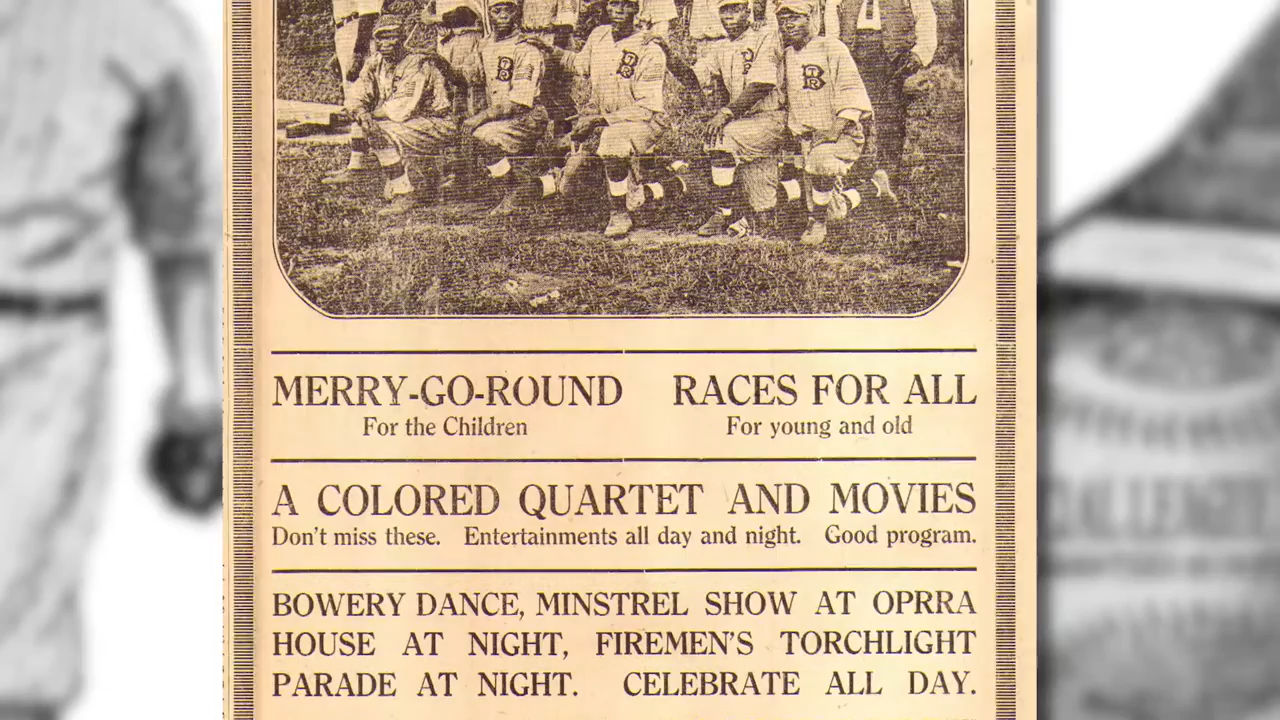 B B B B
MERRY-GO-ROUND RACES FOR ALL
For the Children For young and old
A COLORED QUARTET AND MOVIES
Don't miss these. Entertainments all day and night. Good program.
BOWERY DANCE, MINSTREL SHOW AT OPRRA
HOUSE AT NIGHT, FIREMEN'S TORCHLIGHT
PARADE AT NIGHT. CELEBRATE ALL DAY.